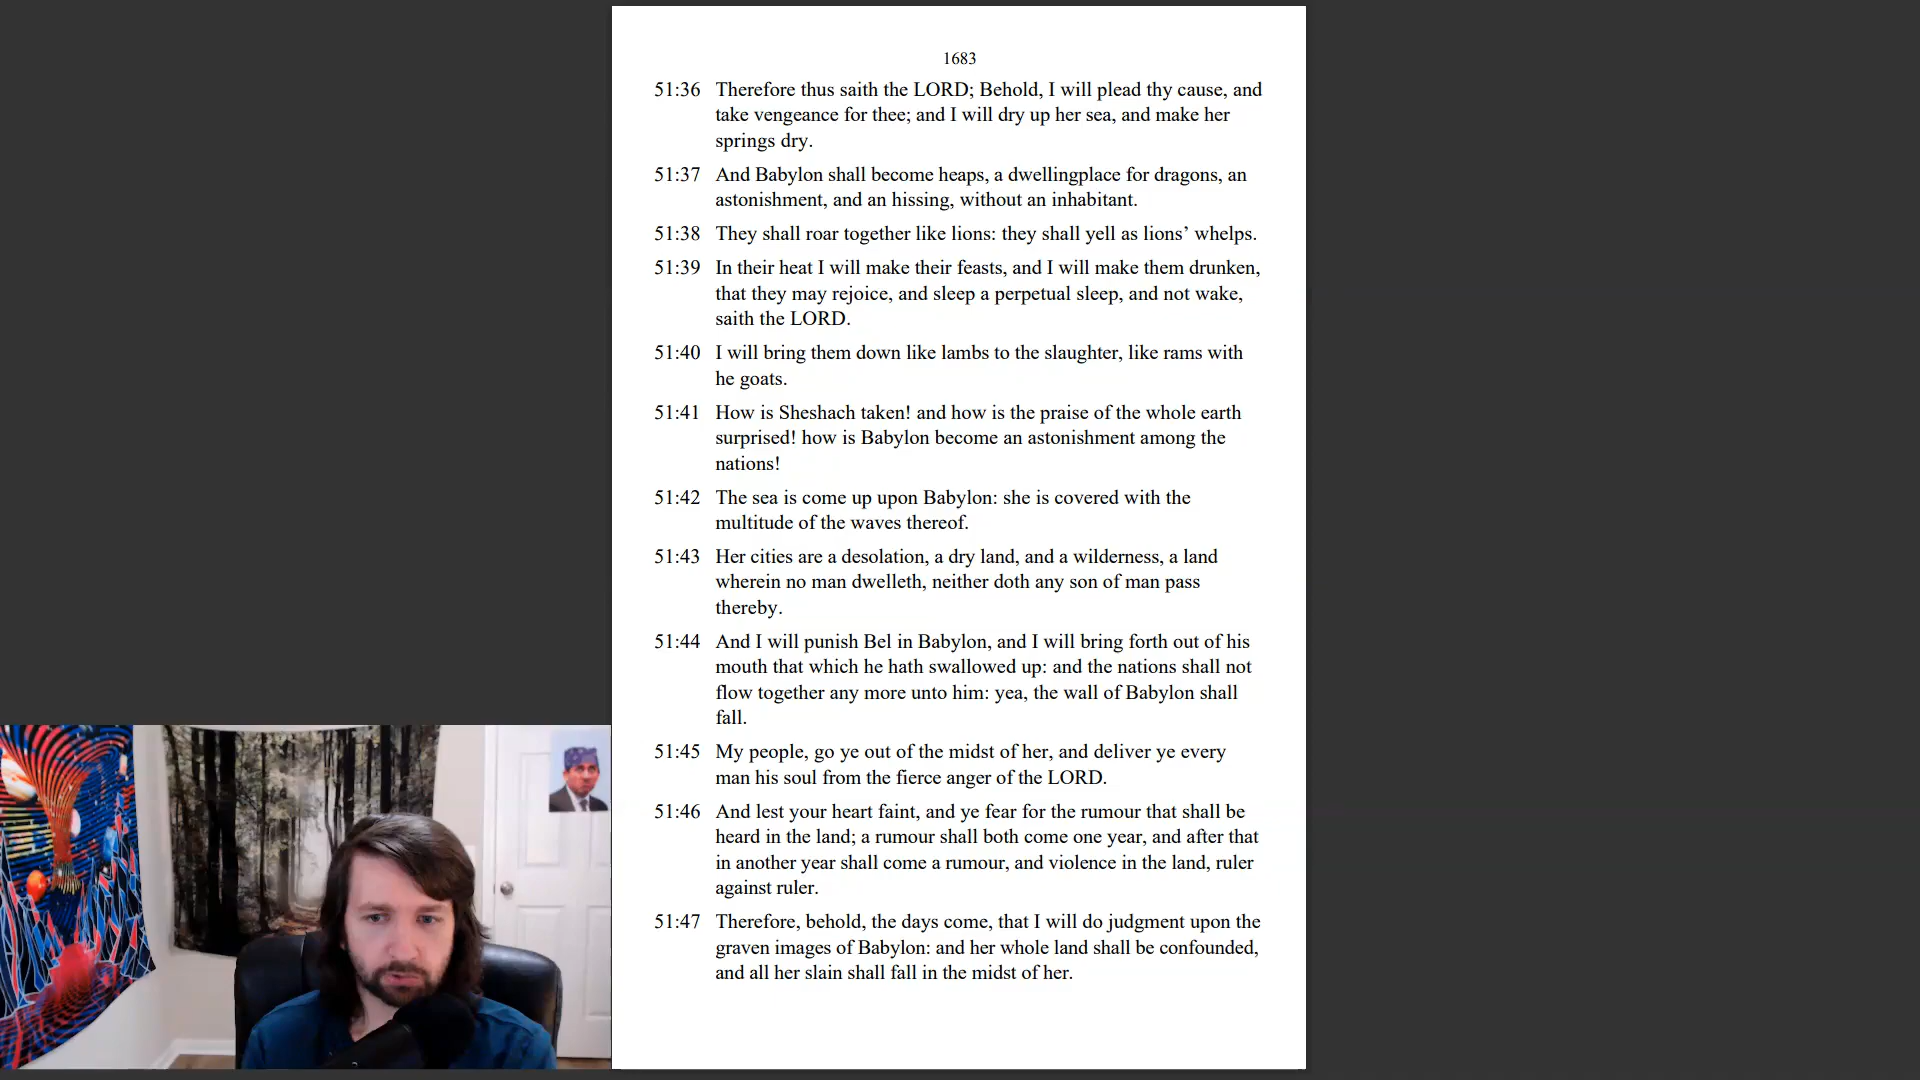 1683
51:36 Therefore thus saith the LORD; Behold, I will plead thy cause, and
take vengeance for thee; and I will dry up her sea, and make her
springs dry.
51:37 And Babylon shall become heaps, a dwellingplace for dragons, an
astonishment, and an hissing, without an inhabitant.
51:38 They shall roar together like lions: they shall yell as lions’ whelps.
51:39 In their heat I will make their feasts, and I will make them drunken,
that they may rejoice, and sleep a perpetual sleep, and not wake,
saith the LORD.
51:40 I will bring them down like lambs to the slaughter, like rams with
he goats.
51:41 How is Sheshach taken! and how is the praise of the whole earth
surprised! how is Babylon become an astonishment among the
nations!
51:42 The sea is come up upon Babylon: she is covered with the
multitude of the waves thereof.
51:43 Her cities are a desolation, a dry land, and a wilderness, a land
wherein no man dwelleth, neither doth any son of man pass
thereby.
51:44 And I will punish Bel in Babylon, and I will bring forth out of his
mouth that which he hath swallowed up: and the nations shall not
flow together any more unto him: yea, the wall of Babylon shall
fall.
51:45 My people, go ye out of the midst of her, and deliver ye every
man his soul from the fierce anger of the LORD.
51:46 And lest your heart faint, and ye fear for the rumour that shall be
heard in the land; a rumour shall both come one year, and after that
in another year shall come a rumour, and violence in the land, ruler
against ruler.
51:47 Therefore, behold, the days come, that I will do judgment upon the
graven images of Babylon: and her whole land shall be confounded,
and all her slain shall fall in the midst of her.